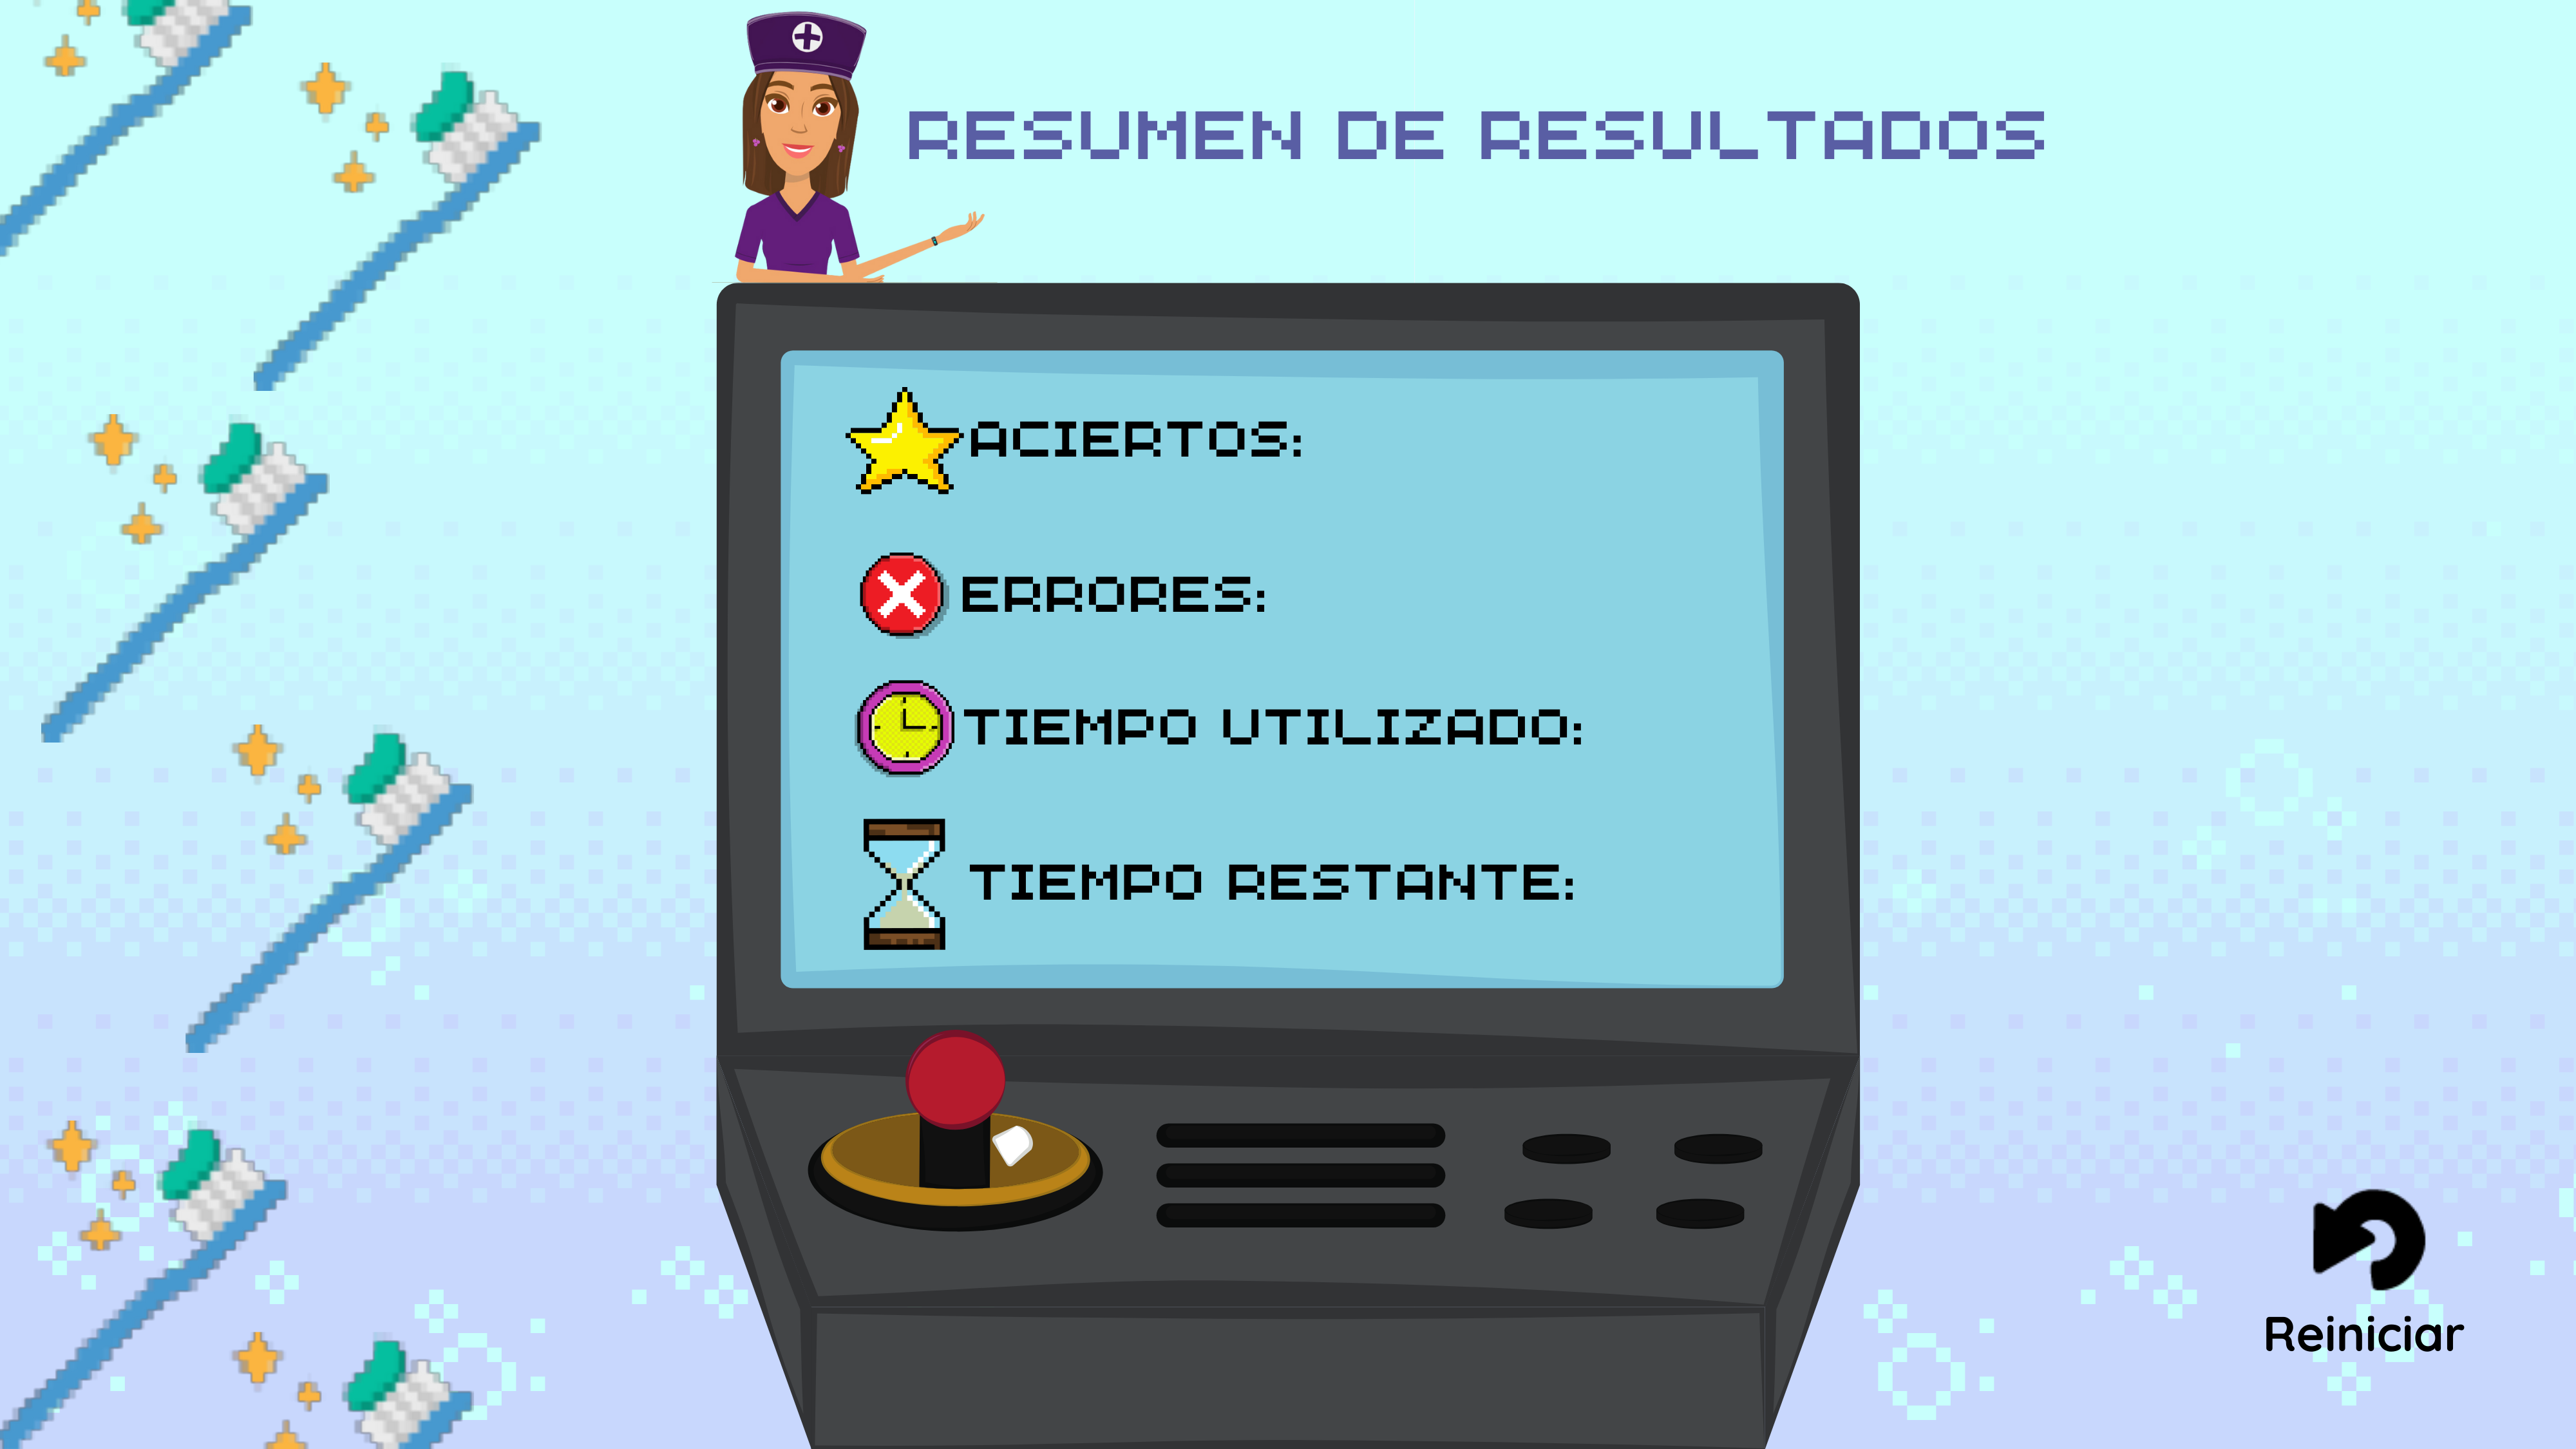 RESUMEN DE RESULTADOS
ACIERTOS:
ERRORES:
TIEMPO UTILIZADO:
TIEMPO RESTANTE:
Reiniciar